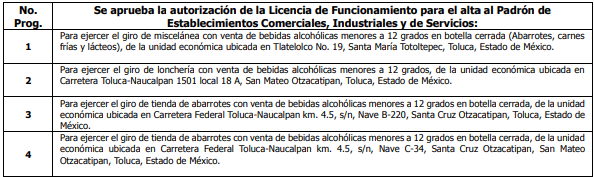 No. Prog.
Se aprueba la autorización de la Licencia de Funcionamiento para el alta al Padrón de
Establecimientos Comerciales, Industriales y de Servicios:
1
Para ejercer el giro de miscelánea con venta de bebidas alcohólicas menores a 12 grados en botella cerrada (Abarrotes, carnes
frías y lácteos), de la unidad económica ubicada en Tlatelolco No. 19, Santa María Totoltepec, Toluca, Estado de México.
2
Para ejercer el giro de lonchería con venta de bebidas alcohólicas menores a 12 grados, de la unidad económica ubicada en
Carretera Toluca-Naucalpan 1501 local 18 A, San Mateo Otzacatipan, Toluca, Estado de México.
3
Para ejercer el giro de tienda de abarrotes con venta de bebidas alcohólicas menores a 12 grados en botella cerrada, de la unidad
económica ubicada en Carretera Federal Toluca-Naucalpan km. 4.5, s/n, Nave B-220, Santa Cruz Otzacatipan, Toluca, Estado de
México.
4
Para ejercer el giro de tienda de abarrotes con venta de bebidas alcohólicas menores a 12 grados en botella cerrada, de la unidad
económica ubicada en Carretera Federal Toluca-Naucalpan km. 4.5, s/n, Nave C-34, Santa Cruz Otzacatipan, San Mateo
Otzacatipan, Toluca, Estado de México.